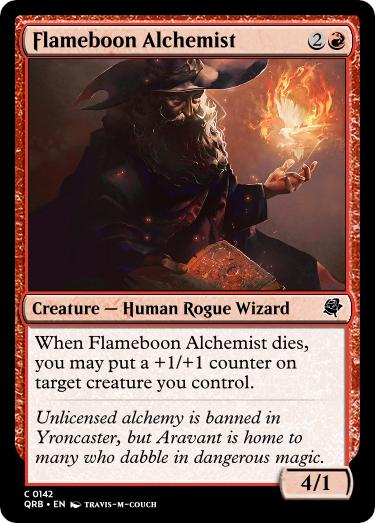 Flameboon Alchemist 2
Creature — Human Rogue Wizard
When Flameboon Alchemist dies,
you may put a +1/+1 counter on
target creature you control.
Unlicensed alchemy is banned in
Yroncaster, but Aravant is home to
many who dabble in dangerous magic.
4/1
C 0142
QRB • EN TRAVIS-M-COUCH